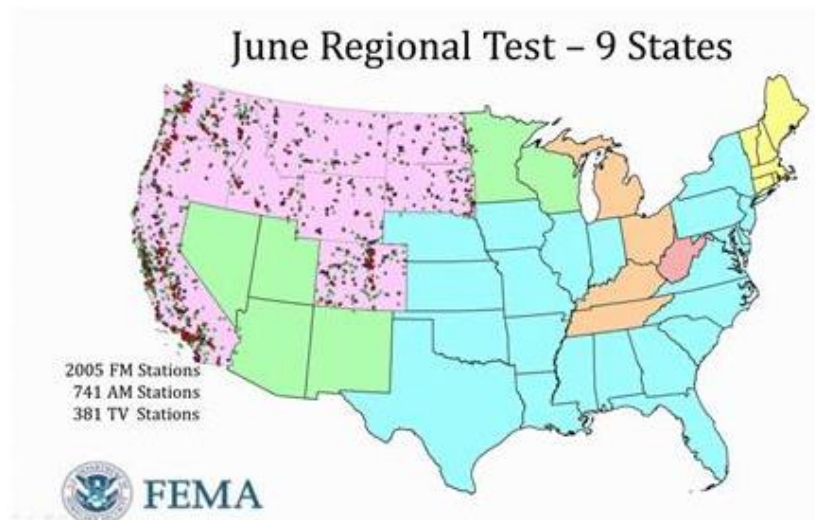 June Regional Test – 9 States
2005 FM Stations
741 AM Stations
381 TV Stations
FEMA